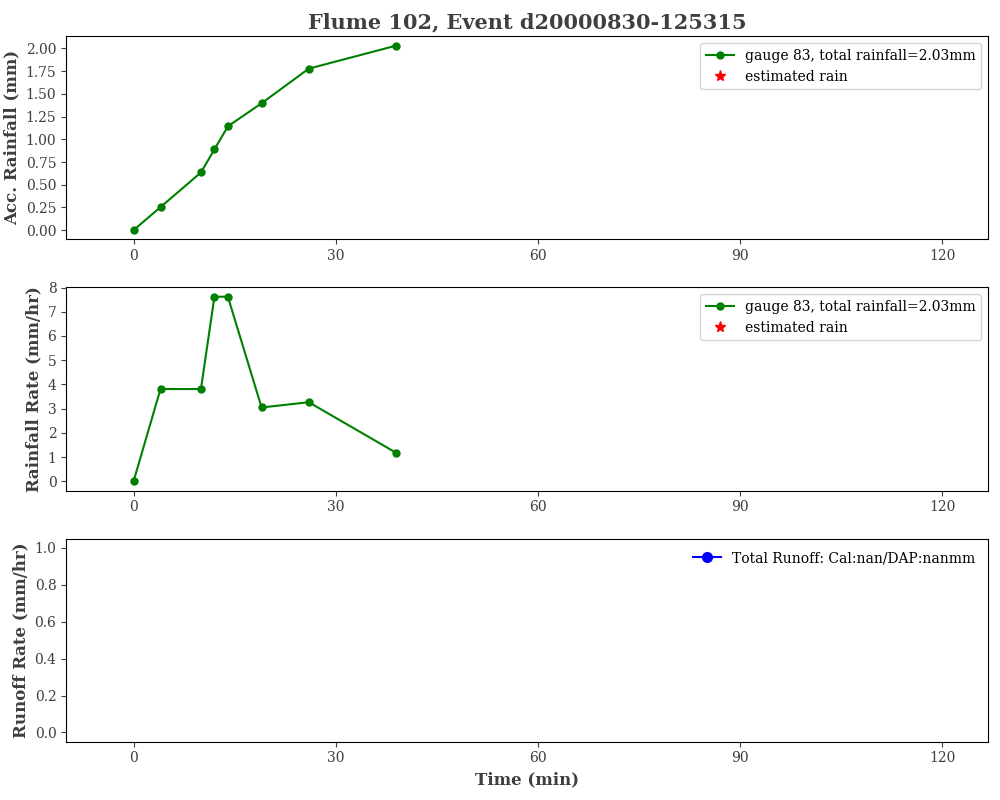 Flume 102, Event d20000830-125315
Acc. Rainfall (mm)
2.00
1.75
1.50
1.25
1.00
0.75
0.50
0.25
0.00
gauge 83, total rainfall=2.03mm
estimated rain
0 30 60 90 120
Rainfall Rate (mm/hr)
8
7
6
5
4
3
2
1
0
gauge 83, total rainfall=2.03mm
estimated rain
0 30 60 90 120
Runoff Rate (mm/hr)
1.0
0.8
0.6
0.4
0.2
0.0
Total Runoff: Cal:nan/DAP:nanmm
0 30 60 90 120
Time (min)